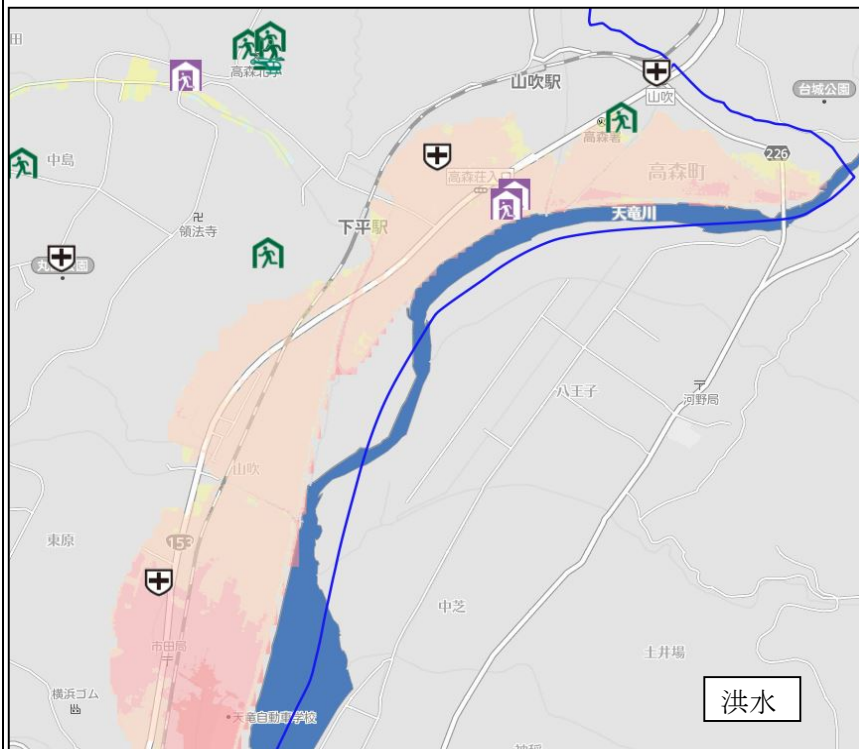 田
高森北小
山吹駅
山吹
台城公園
中島
高森署
226
高森荘入口
高森町
卍
領法寺
下平駅
天竜川
八王子
〒
河野局
山吹
東原
153
中芝
市田局
〒
土井場
横浜ゴム
天竜自動車学校
洪水